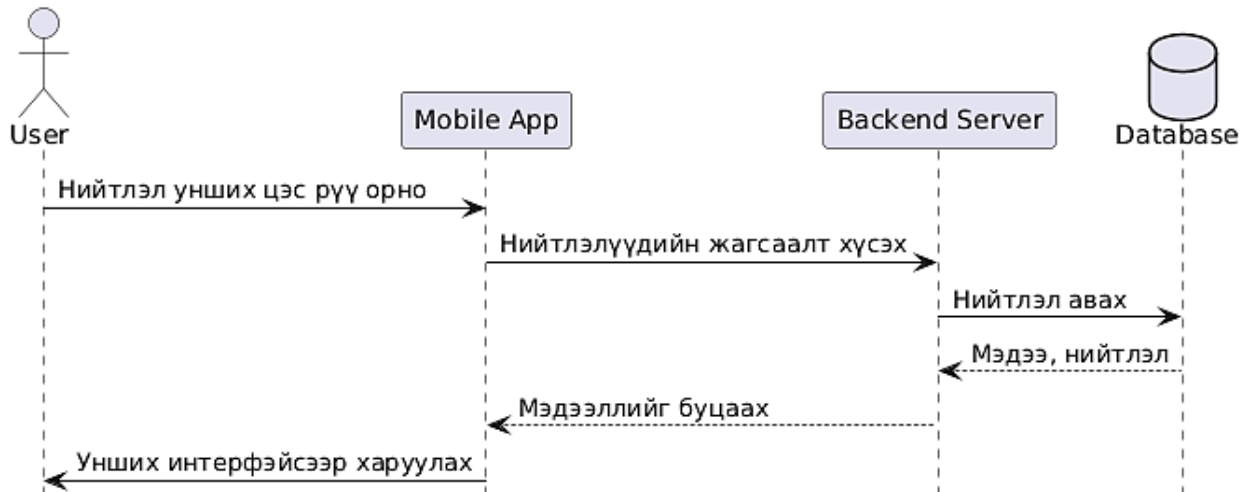 User
Mobile App
Backend Server
Database
Нийтлэл унших цэс рүү орно
Нийтлэлүүдийн жагсаалт хүсэх
Нийтлэл авах
Мэдээ, нийтлэл
Мэдээллийг буцаах
Унших интерфэйсээр харуулах